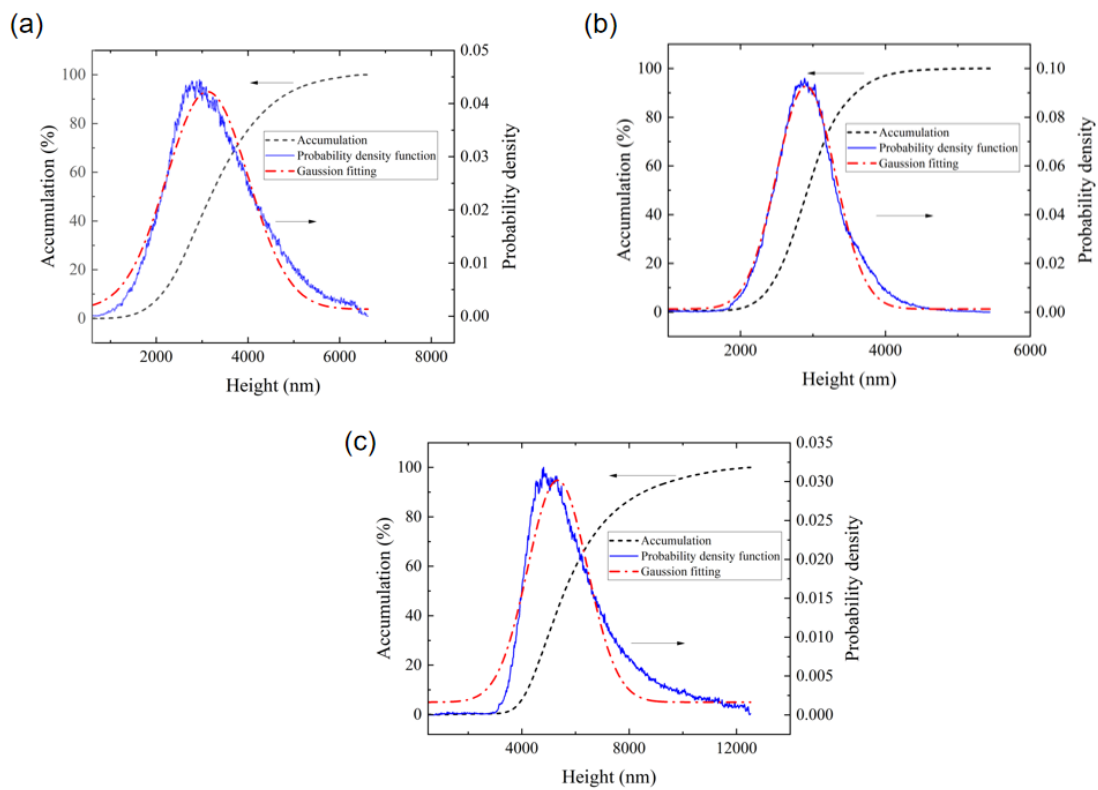 (a)
Accumulation (%)
100
80
60
40
20
0
0.05
0.04
0.03
0.02
0.01
0.00
Probability density
Accumulation
Probability density function
Gaussion fitting
2000
4000
6000
8000
Height (nm)
(b)
Accumulation (%)
100
80
60
40
20
0
0.10
0.08
0.06
0.04
0.02
0.00
Probability density
Accumulation
Probability density function
Gaussion fitting
2000
4000
6000
Height (nm)
(c)
Accumulation (%)
100
80
60
40
20
0
0.035
0.030
0.025
0.020
0.015
0.010
0.005
0.000
Probability density
Accumulation
Probability density function
Gaussion fitting
4000
8000
12000
Height (nm)